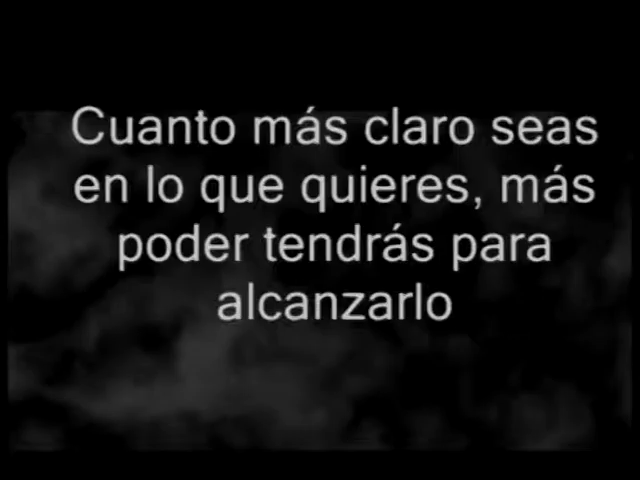 Cuanto más claro seas
en lo que quieres, más
poder tendrás para
alcanzarlo